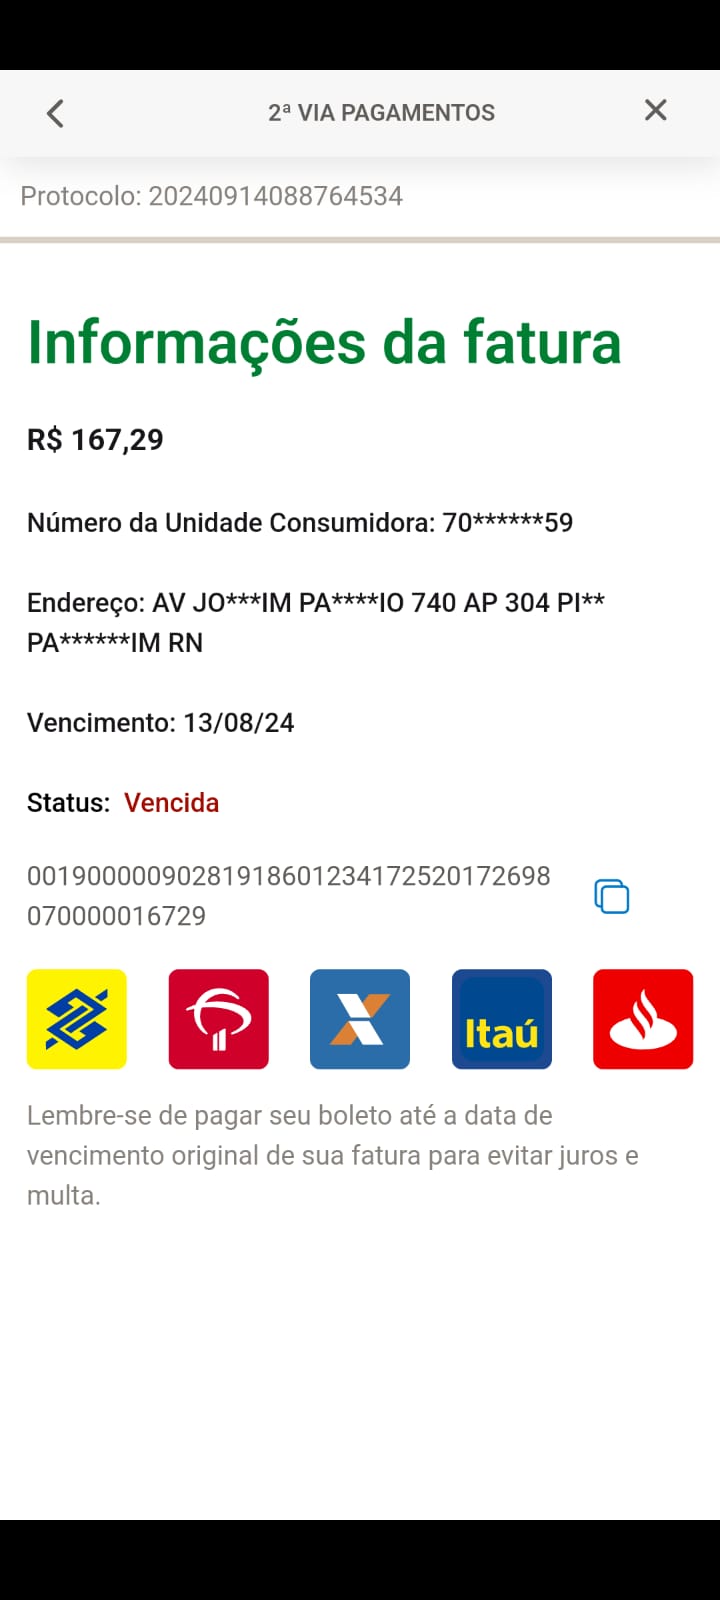 2ª VIA PAGAMENTOS
Protocolo: 20240914088764534
Informações da fatura
R$ 167,29
Número da Unidade Consumidora: 70******59
Endereço: AV JO***IM PA****IO 740 AP 304 PI**
PA******IM RN
Vencimento: 13/08/24
Status: Vencida
00190000090281918601234172520172698
070000016729
Itaú
Lembre-se de pagar seu boleto até a data de
vencimento original de sua fatura para evitar juros e
multa.